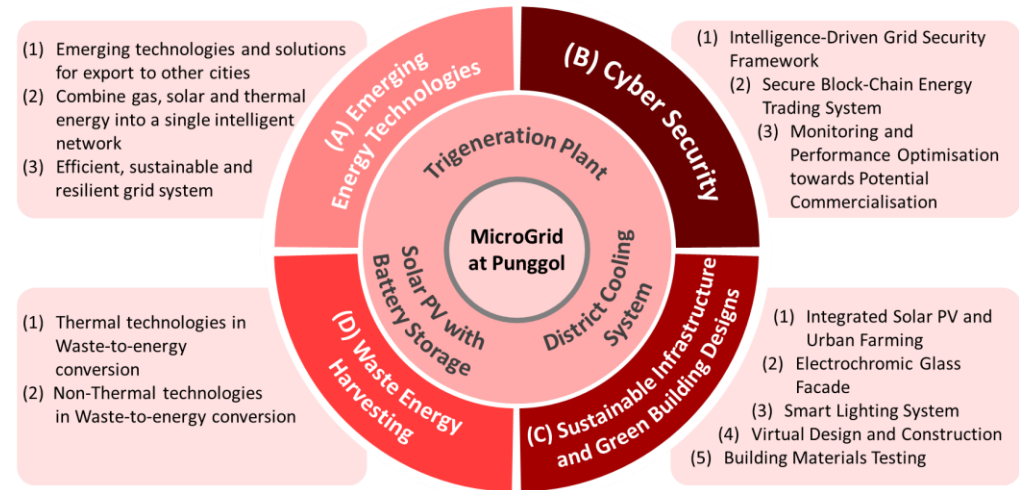 (1) Emerging technologies and solutions
for export to other cities
(2) Combine gas, solar and thermal
energy into a single intelligent
network
(3) Efficient, sustainable and
resilient grid system
(A) Emerging
Energy Technologies
(B) Cyber Security
(1) Intelligence-Driven Grid Security
Framework
(2) Secure Block-Chain Energy
Trading System
(3) Monitoring and
Performance Optimisation
towards Potential
Commercialisation
Trigeneration Plant
MicroGrid
at Punggol
Solar PV with
Battery Storage
District Cooling
System
(1) Thermal technologies in
Waste-to-energy
conversion
(2) Non-Thermal technologies
in Waste-to-energy conversion
(D) Waste Energy
Harvesting
(C) Sustainable Infrastructure
and Green Building Designs
(1) Integrated Solar PV and
Urban Farming
(2) Electrochromic Glass
Facade
(3) Smart Lighting System
(4) Virtual Design and Construction
(5) Building Materials Testing